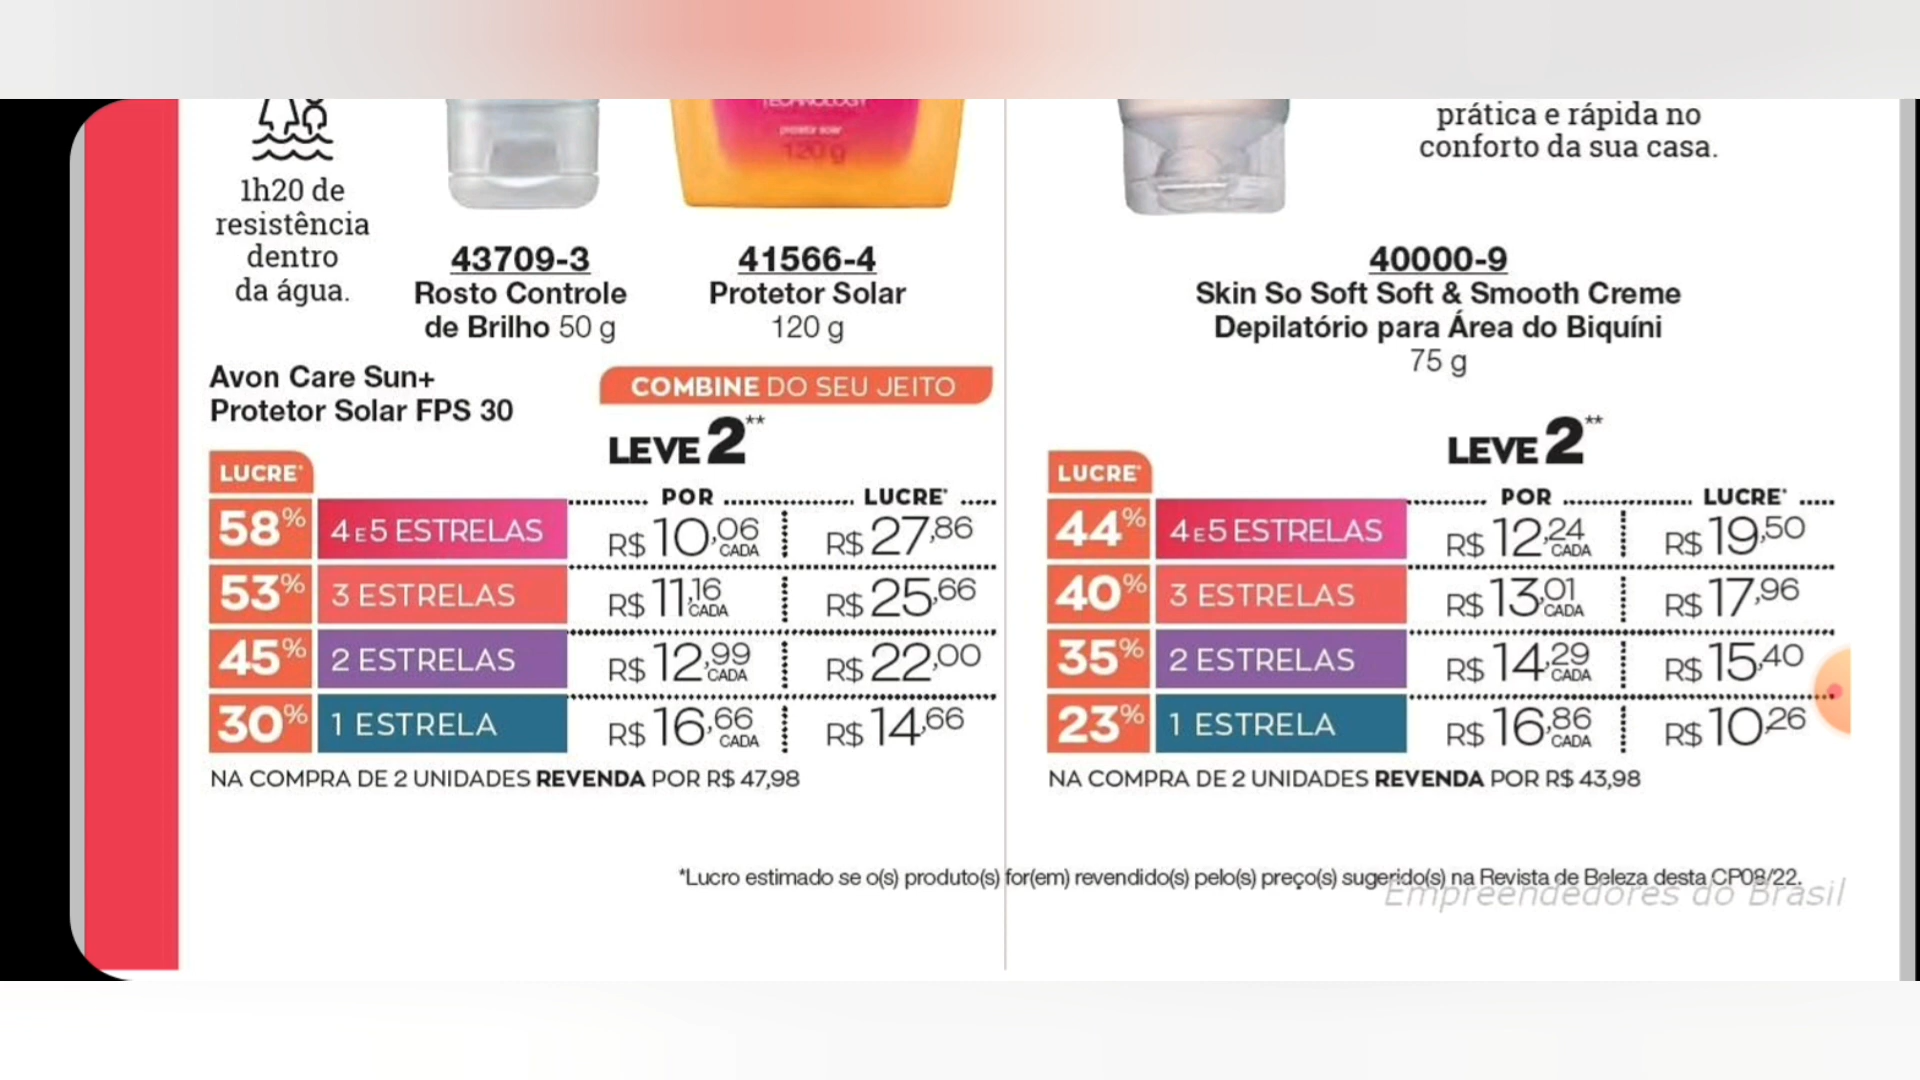 TECHNOLOGY
protetor solar
120 g
1h20 de
resistência
dentro
da água.
43709-3
Rosto Controle
de Brilho 50 g
41566-4
Protetor Solar
120 g
Avon Care Sun+
Protetor Solar FPS 30
COMBINE DO SEU JEITO
LEVE 2**
LUCRE*
POR LUCRE*
58% 4 E 5 ESTRELAS R$ 10,06 CADA R$ 27,86
53% 3 ESTRELAS R$ 11,16 CADA R$ 25,66
45% 2 ESTRELAS R$ 12,99 CADA R$ 22,00
30% 1 ESTRELA R$ 16,66 CADA R$ 14,66
NA COMPRA DE 2 UNIDADES REVENDA POR R$ 47,98
prática e rápida no
conforto da sua casa.
40000-9
Skin So Soft Soft & Smooth Creme
Depilatório para Área do Biquíni
75 g
LEVE 2**
LUCRE*
POR LUCRE*
44% 4 E 5 ESTRELAS R$ 12,24 CADA R$ 19,50
40% 3 ESTRELAS R$ 13,01 CADA R$ 17,96
35% 2 ESTRELAS R$ 14,29 CADA R$ 15,40
23% 1 ESTRELA R$ 16,86 CADA R$ 10,26
NA COMPRA DE 2 UNIDADES REVENDA POR R$ 43,98
*Lucro estimado se o(s) produto(s) for(em) revendido(s) pelo(s) preço(s) sugerido(s) na Revista de Beleza desta CP08/22.
Empreendedores do Brasil